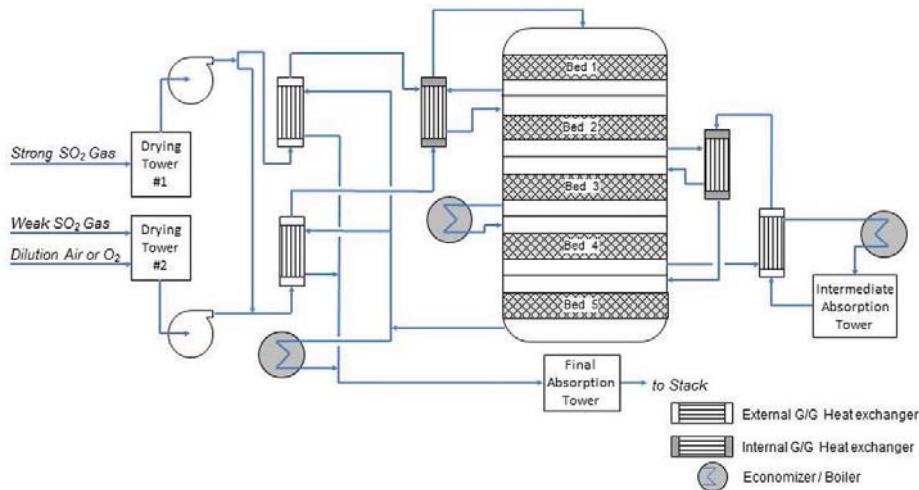 Bed 1
Strong SO₂ Gas
Drying
Tower
#1
Bed 2
Bed 3
Weak SO₂ Gas
Dilution Air or O₂
Drying
Tower
#2
Bed 4
Bed 5
Intermediate
Absorption
Tower
Final
Absorption
Tower
to Stack
External G/G Heat exchanger
Internal G/G Heat exchanger
Economizer / Boiler